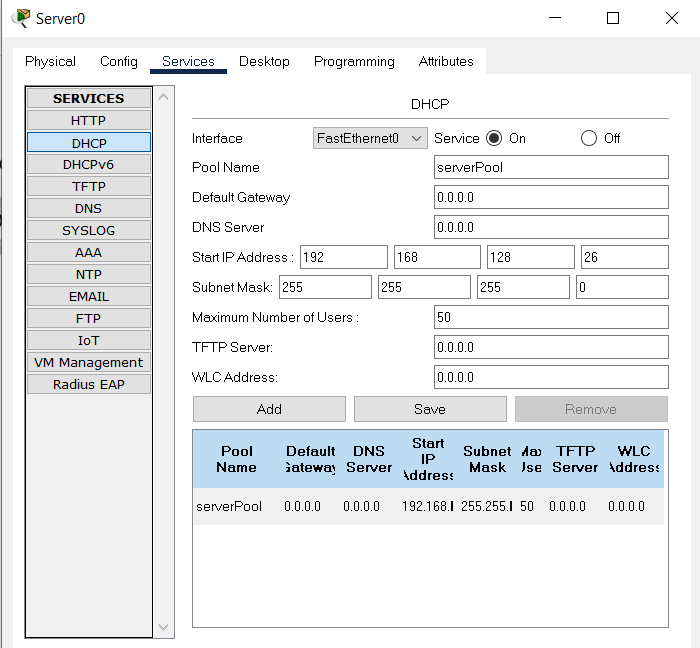 Server0
Physical Config Services Desktop Programming Attributes
SERVICES
HTTP
DHCP
DHCPv6
TFTP
DNS
SYSLOG
AAA
NTP
EMAIL
FTP
IoT
VM Management
Radius EAP
DHCP
Interface FastEthernet0 Service On Off
Pool Name serverPool
Default Gateway 0.0.0.0
DNS Server 0.0.0.0
Start IP Address : 192 168 128 26
Subnet Mask: 255 255 255 0
Maximum Number of Users : 50
TFTP Server: 0.0.0.0
WLC Address: 0.0.0.0
Add Save Remove
Pool Name Default Gateway DNS Server Start IP Address Subnet Mask Max User TFTP Server WLC Address
serverPool 0.0.0.0 0.0.0.0 192.168. 255.255. 50 0.0.0.0 0.0.0.0